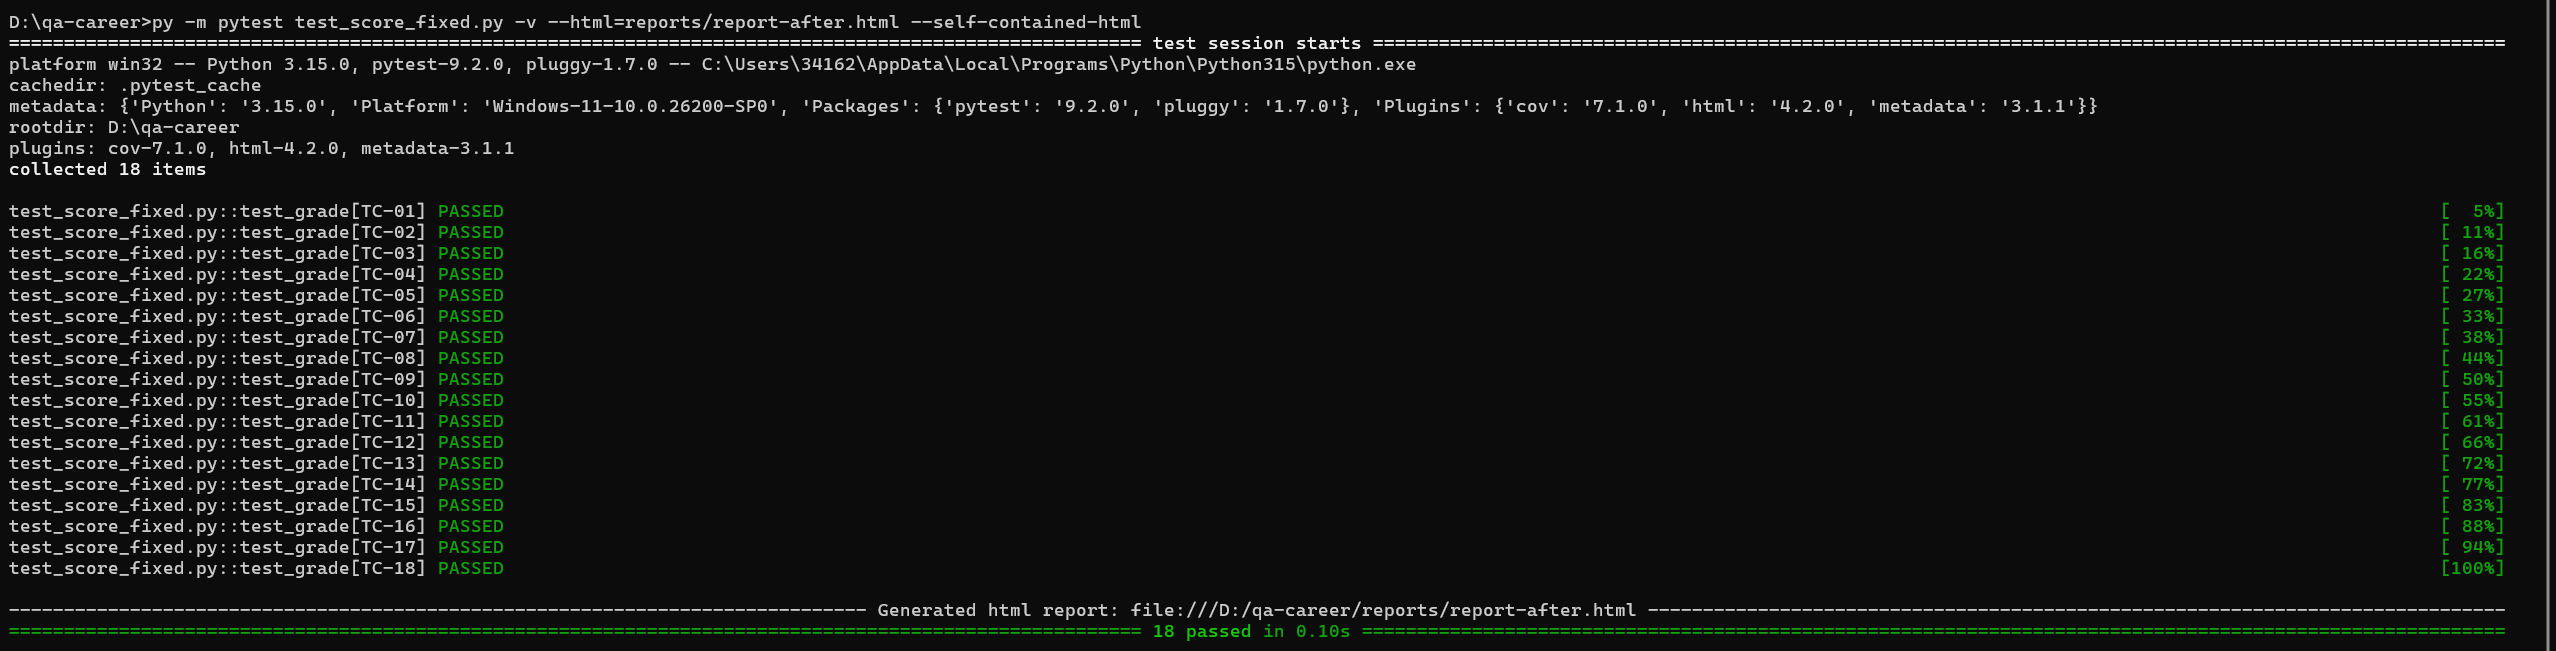 D:\qa-career>py -m pytest test_score_fixed.py -v --html=reports/report-after.html --self-contained-html
======================================================================================================= test session starts =======================================================================================================
platform win32 -- Python 3.15.0, pytest-9.2.0, pluggy-1.7.0 -- C:\Users\34162\AppData\Local\Programs\Python\Python315\python.exe
cachedir: .pytest_cache
metadata: {'Python': '3.15.0', 'Platform': 'Windows-11-10.0.26200-SP0', 'Packages': {'pytest': '9.2.0', 'pluggy': '1.7.0'}, 'Plugins': {'cov': '7.1.0', 'html': '4.2.0', 'metadata': '3.1.1'}}
rootdir: D:\qa-career
plugins: cov-7.1.0, html-4.2.0, metadata-3.1.1
collected 18 items
test_score_fixed.py::test_grade[TC-01] PASSED [  5%]
test_score_fixed.py::test_grade[TC-02] PASSED [ 11%]
test_score_fixed.py::test_grade[TC-03] PASSED [ 16%]
test_score_fixed.py::test_grade[TC-04] PASSED [ 22%]
test_score_fixed.py::test_grade[TC-05] PASSED [ 27%]
test_score_fixed.py::test_grade[TC-06] PASSED [ 33%]
test_score_fixed.py::test_grade[TC-07] PASSED [ 38%]
test_score_fixed.py::test_grade[TC-08] PASSED [ 44%]
test_score_fixed.py::test_grade[TC-09] PASSED [ 50%]
test_score_fixed.py::test_grade[TC-10] PASSED [ 55%]
test_score_fixed.py::test_grade[TC-11] PASSED [ 61%]
test_score_fixed.py::test_grade[TC-12] PASSED [ 66%]
test_score_fixed.py::test_grade[TC-13] PASSED [ 72%]
test_score_fixed.py::test_grade[TC-14] PASSED [ 77%]
test_score_fixed.py::test_grade[TC-15] PASSED [ 83%]
test_score_fixed.py::test_grade[TC-16] PASSED [ 88%]
test_score_fixed.py::test_grade[TC-17] PASSED [ 94%]
test_score_fixed.py::test_grade[TC-18] PASSED [100%]
------------------------------------------------------------------------------ Generated html report: file:///D:/qa-career/reports/report-after.html ------------------------------------------------------------------------------
======================================================================================================= 18 passed in 0.10s ========================================================================================================